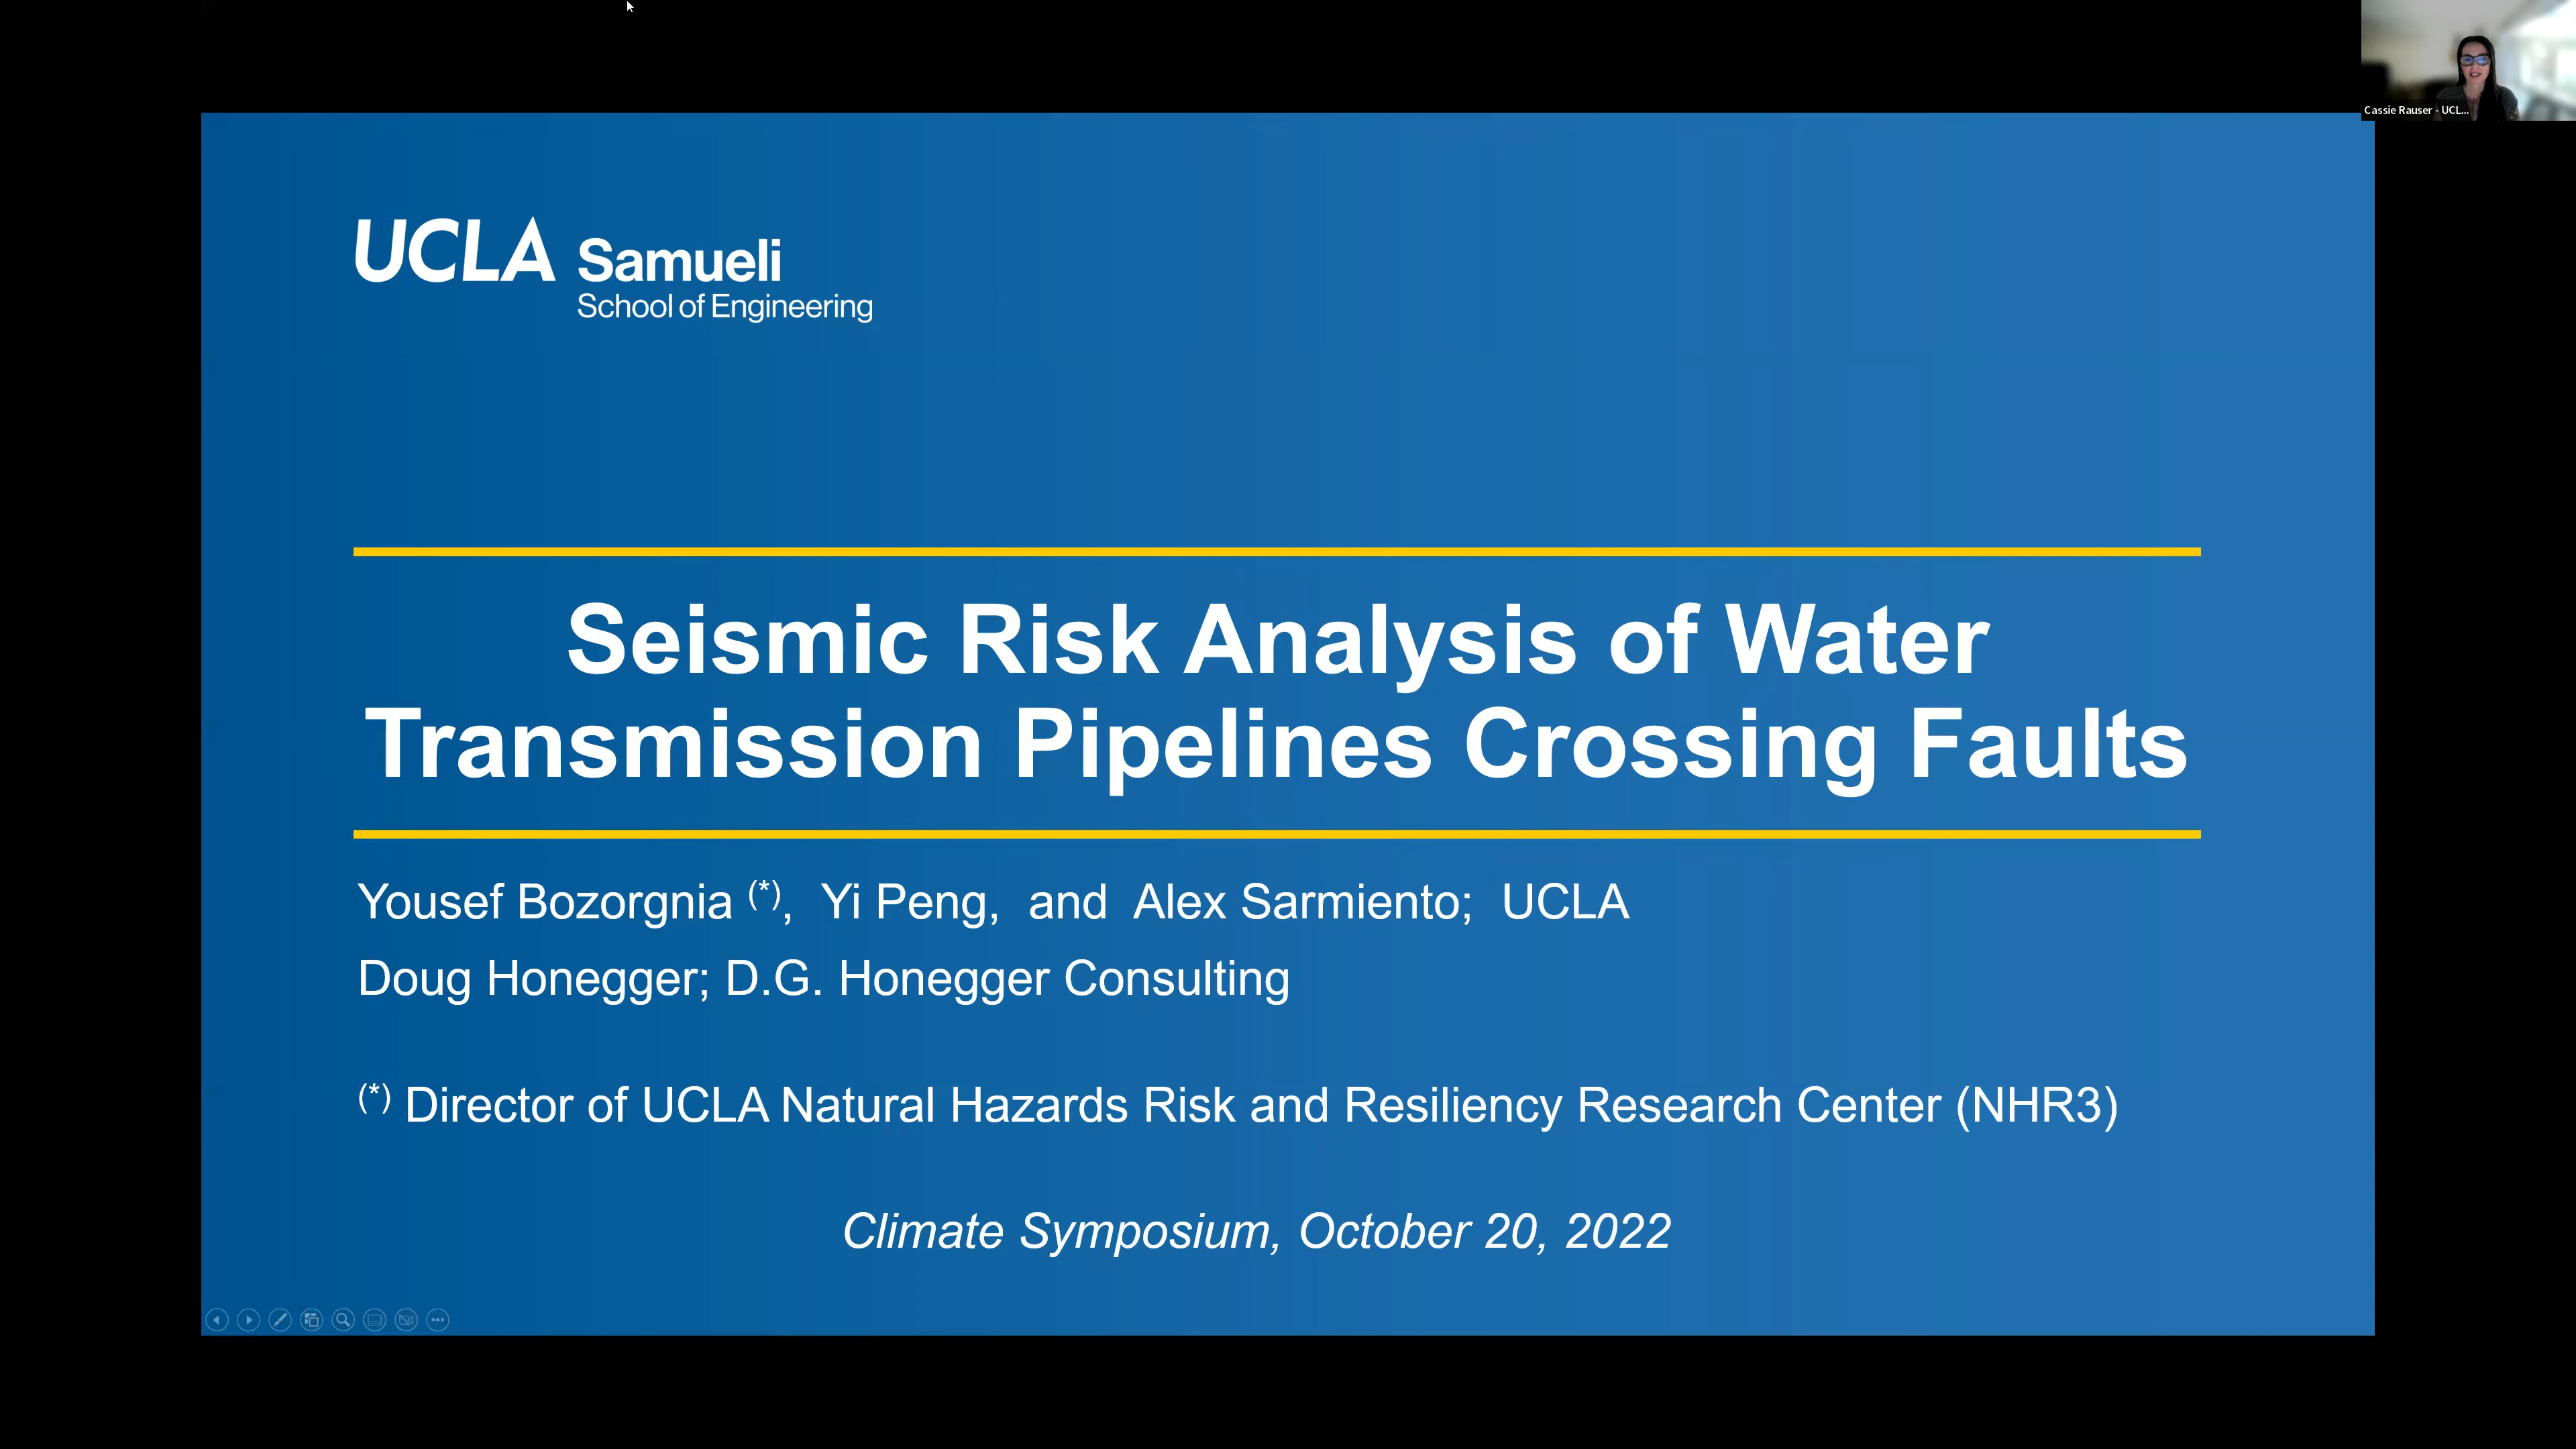 Cassie Rauser - UCL...
UCLA Samueli
School of Engineering
Seismic Risk Analysis of Water
Transmission Pipelines Crossing Faults
Yousef Bozorgnia (*), Yi Peng, and Alex Sarmiento; UCLA
Doug Honegger; D.G. Honegger Consulting
(*) Director of UCLA Natural Hazards Risk and Resiliency Research Center (NHR3)
Climate Symposium, October 20, 2022